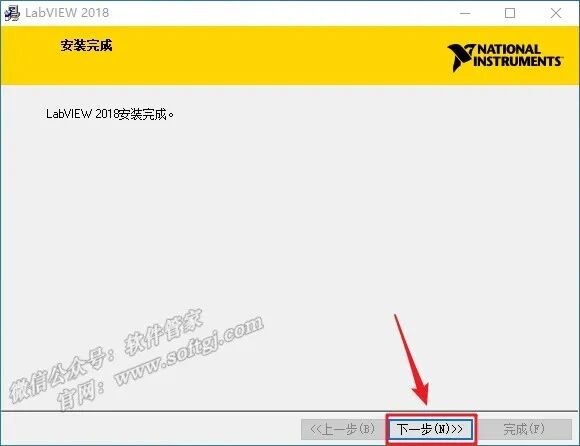 LabVIEW 2018
安装完成
NATIONAL
INSTRUMENTS
LabVIEW 2018安装完成。
微信公众号：软件管家
官网：www.softgj.com
<<上一步(B) 下一步(N)>> 完成(F)